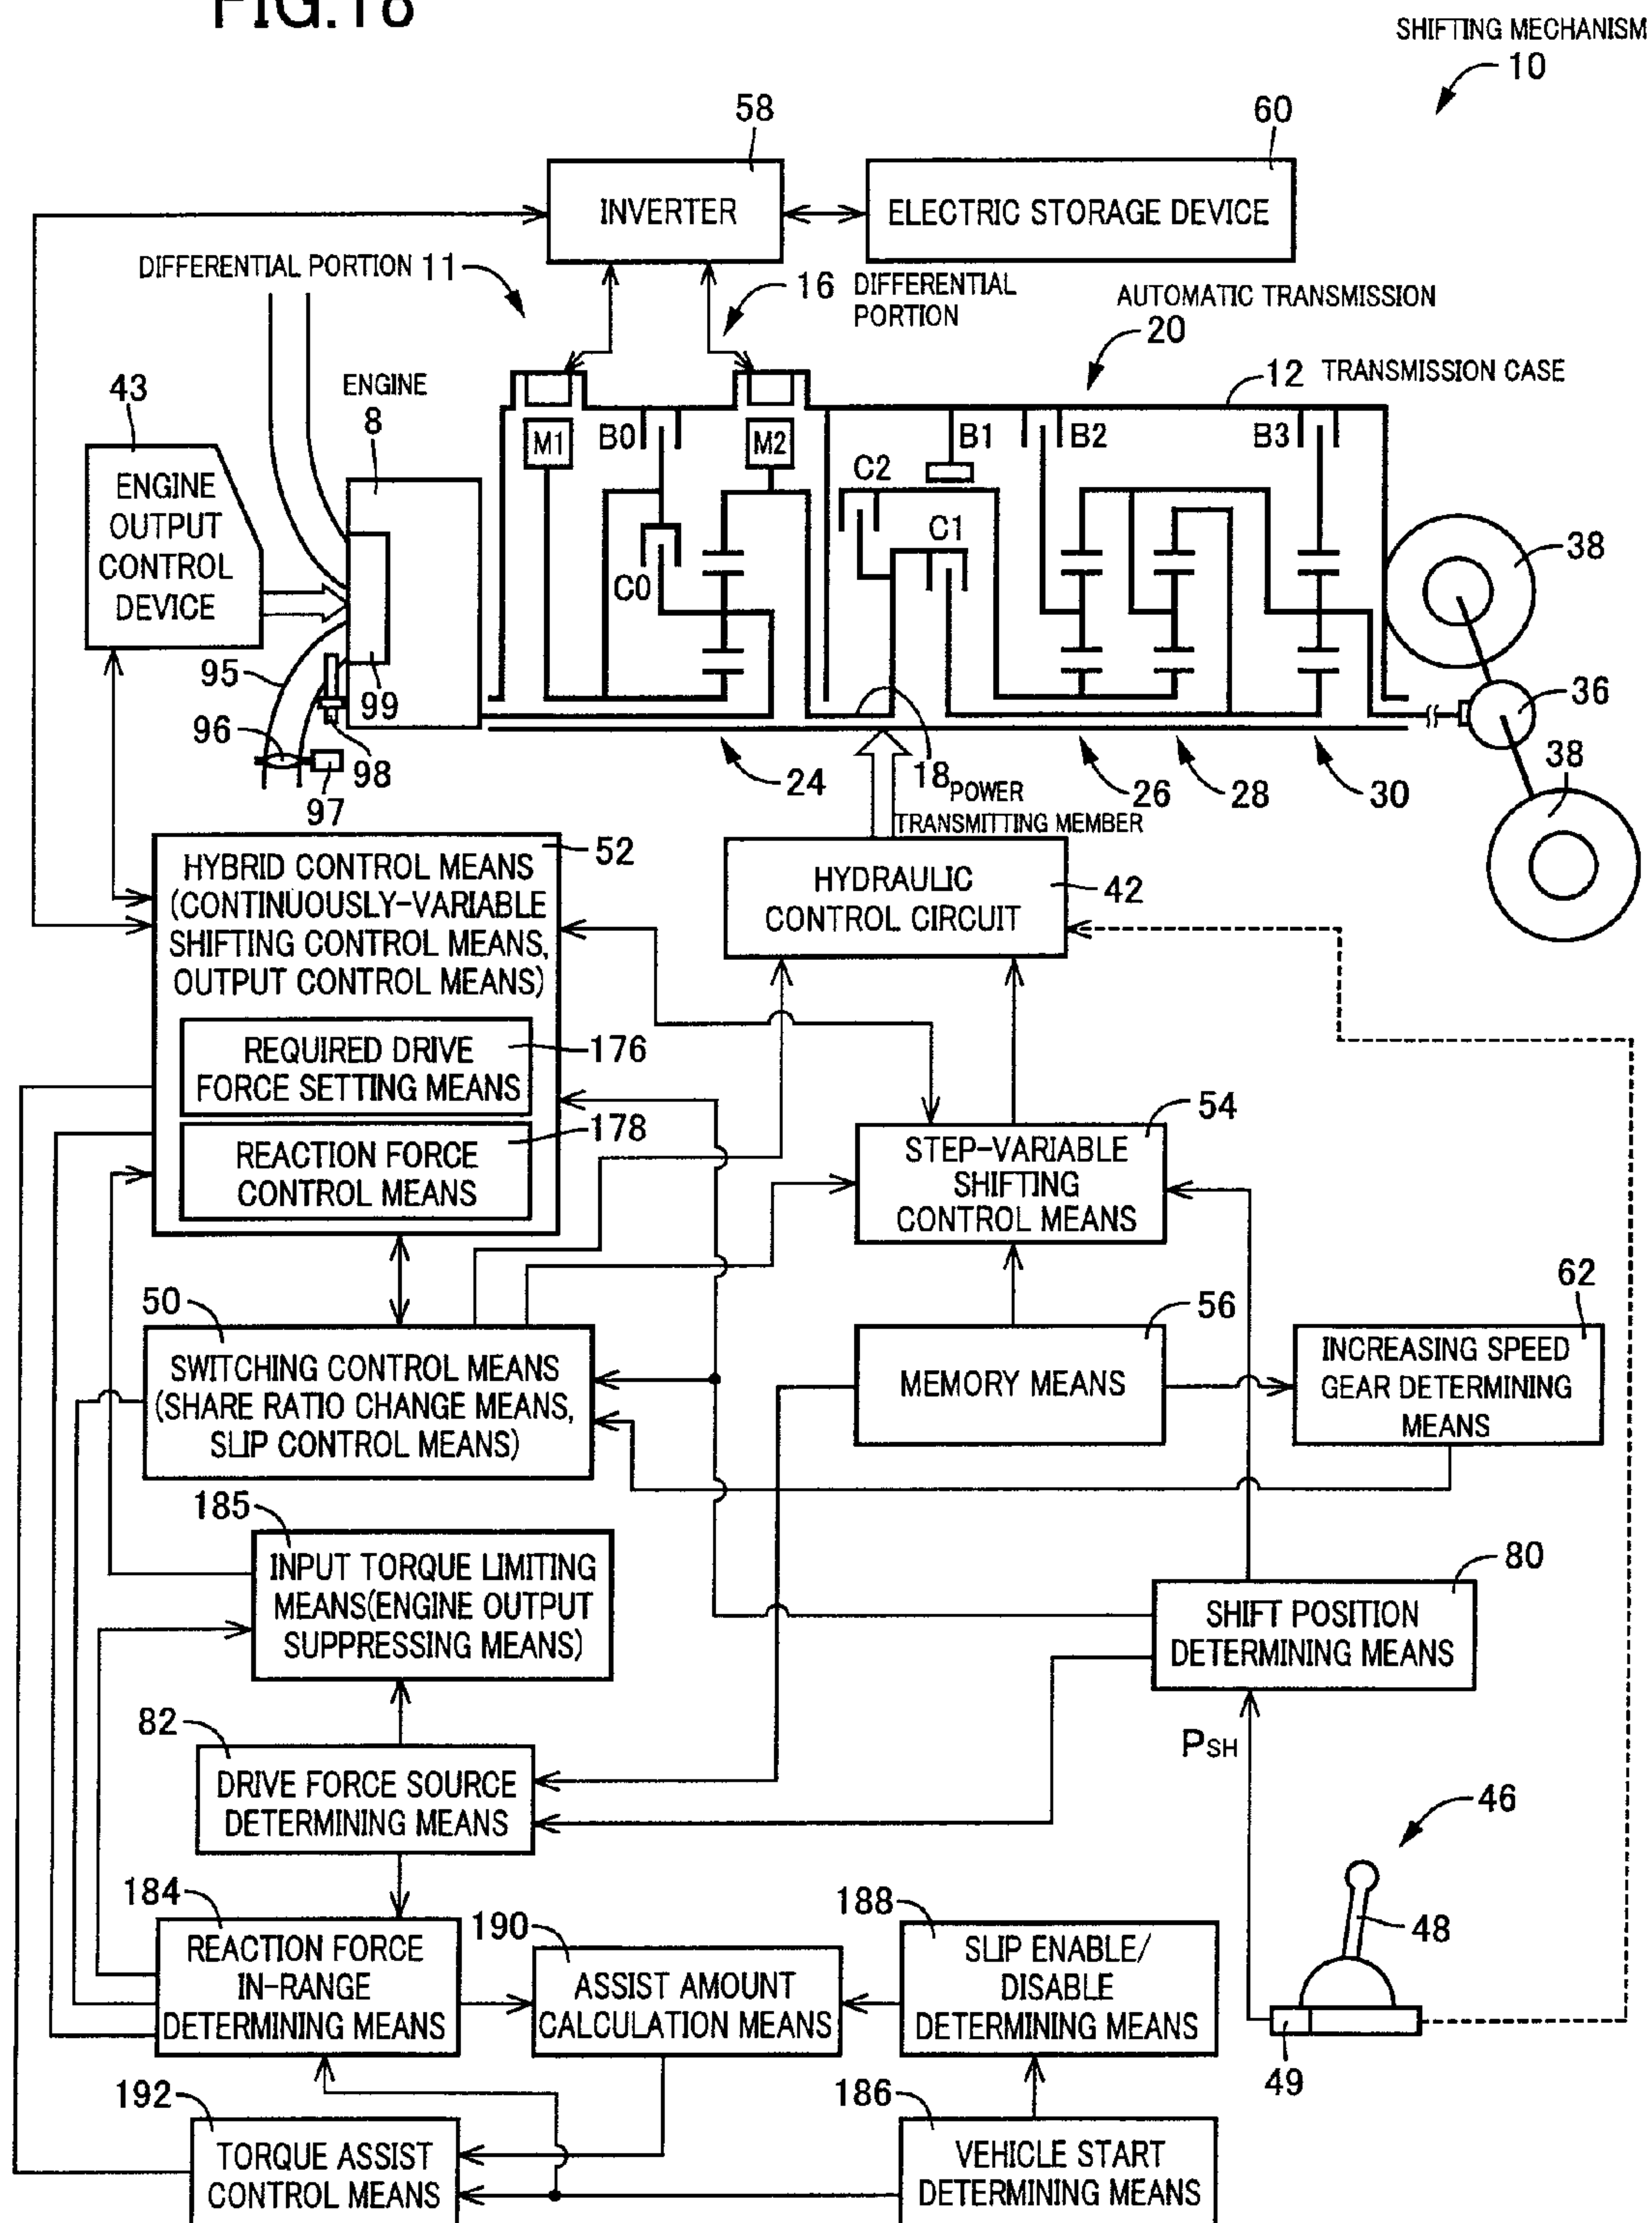 FIG.18
SHIFTING MECHANISM
10
58
60
INVERTER
ELECTRIC STORAGE DEVICE
DIFFERENTIAL PORTION 11
16 DIFFERENTIAL
PORTION
AUTOMATIC TRANSMISSION
20
43
ENGINE
8
12 TRANSMISSION CASE
ENGINE
OUTPUT
CONTROL
DEVICE
M1
B0
M2
B1
B2
B3
C2
C1
C0
38
95
99
36
96
98
97
24
18
POWER
TRANSMITTING MEMBER
26
28
30
38
52
HYBRID CONTROL MEANS
(CONTINUOUSLY-VARIABLE
SHIFTING CONTROL MEANS,
OUTPUT CONTROL MEANS)
HYDRAULIC
CONTROL CIRCUIT
42
REQUIRED DRIVE
FORCE SETTING MEANS
176
178
REACTION FORCE
CONTROL MEANS
54
STEP-VARIABLE
SHIFTING
CONTROL MEANS
50
SWITCHING CONTROL MEANS
(SHARE RATIO CHANGE MEANS,
SLIP CONTROL MEANS)
56
MEMORY MEANS
62
INCREASING SPEED
GEAR DETERMINING
MEANS
185
INPUT TORQUE LIMITING
MEANS(ENGINE OUTPUT
SUPPRESSING MEANS)
80
SHIFT POSITION
DETERMINING MEANS
82
DRIVE FORCE SOURCE
DETERMINING MEANS
PSH
46
184
REACTION FORCE
IN-RANGE
DETERMINING MEANS
190
ASSIST AMOUNT
CALCULATION MEANS
188
SLIP ENABLE/
DISABLE
DETERMINING MEANS
48
49
192
TORQUE ASSIST
CONTROL MEANS
186
VEHICLE START
DETERMINING MEANS